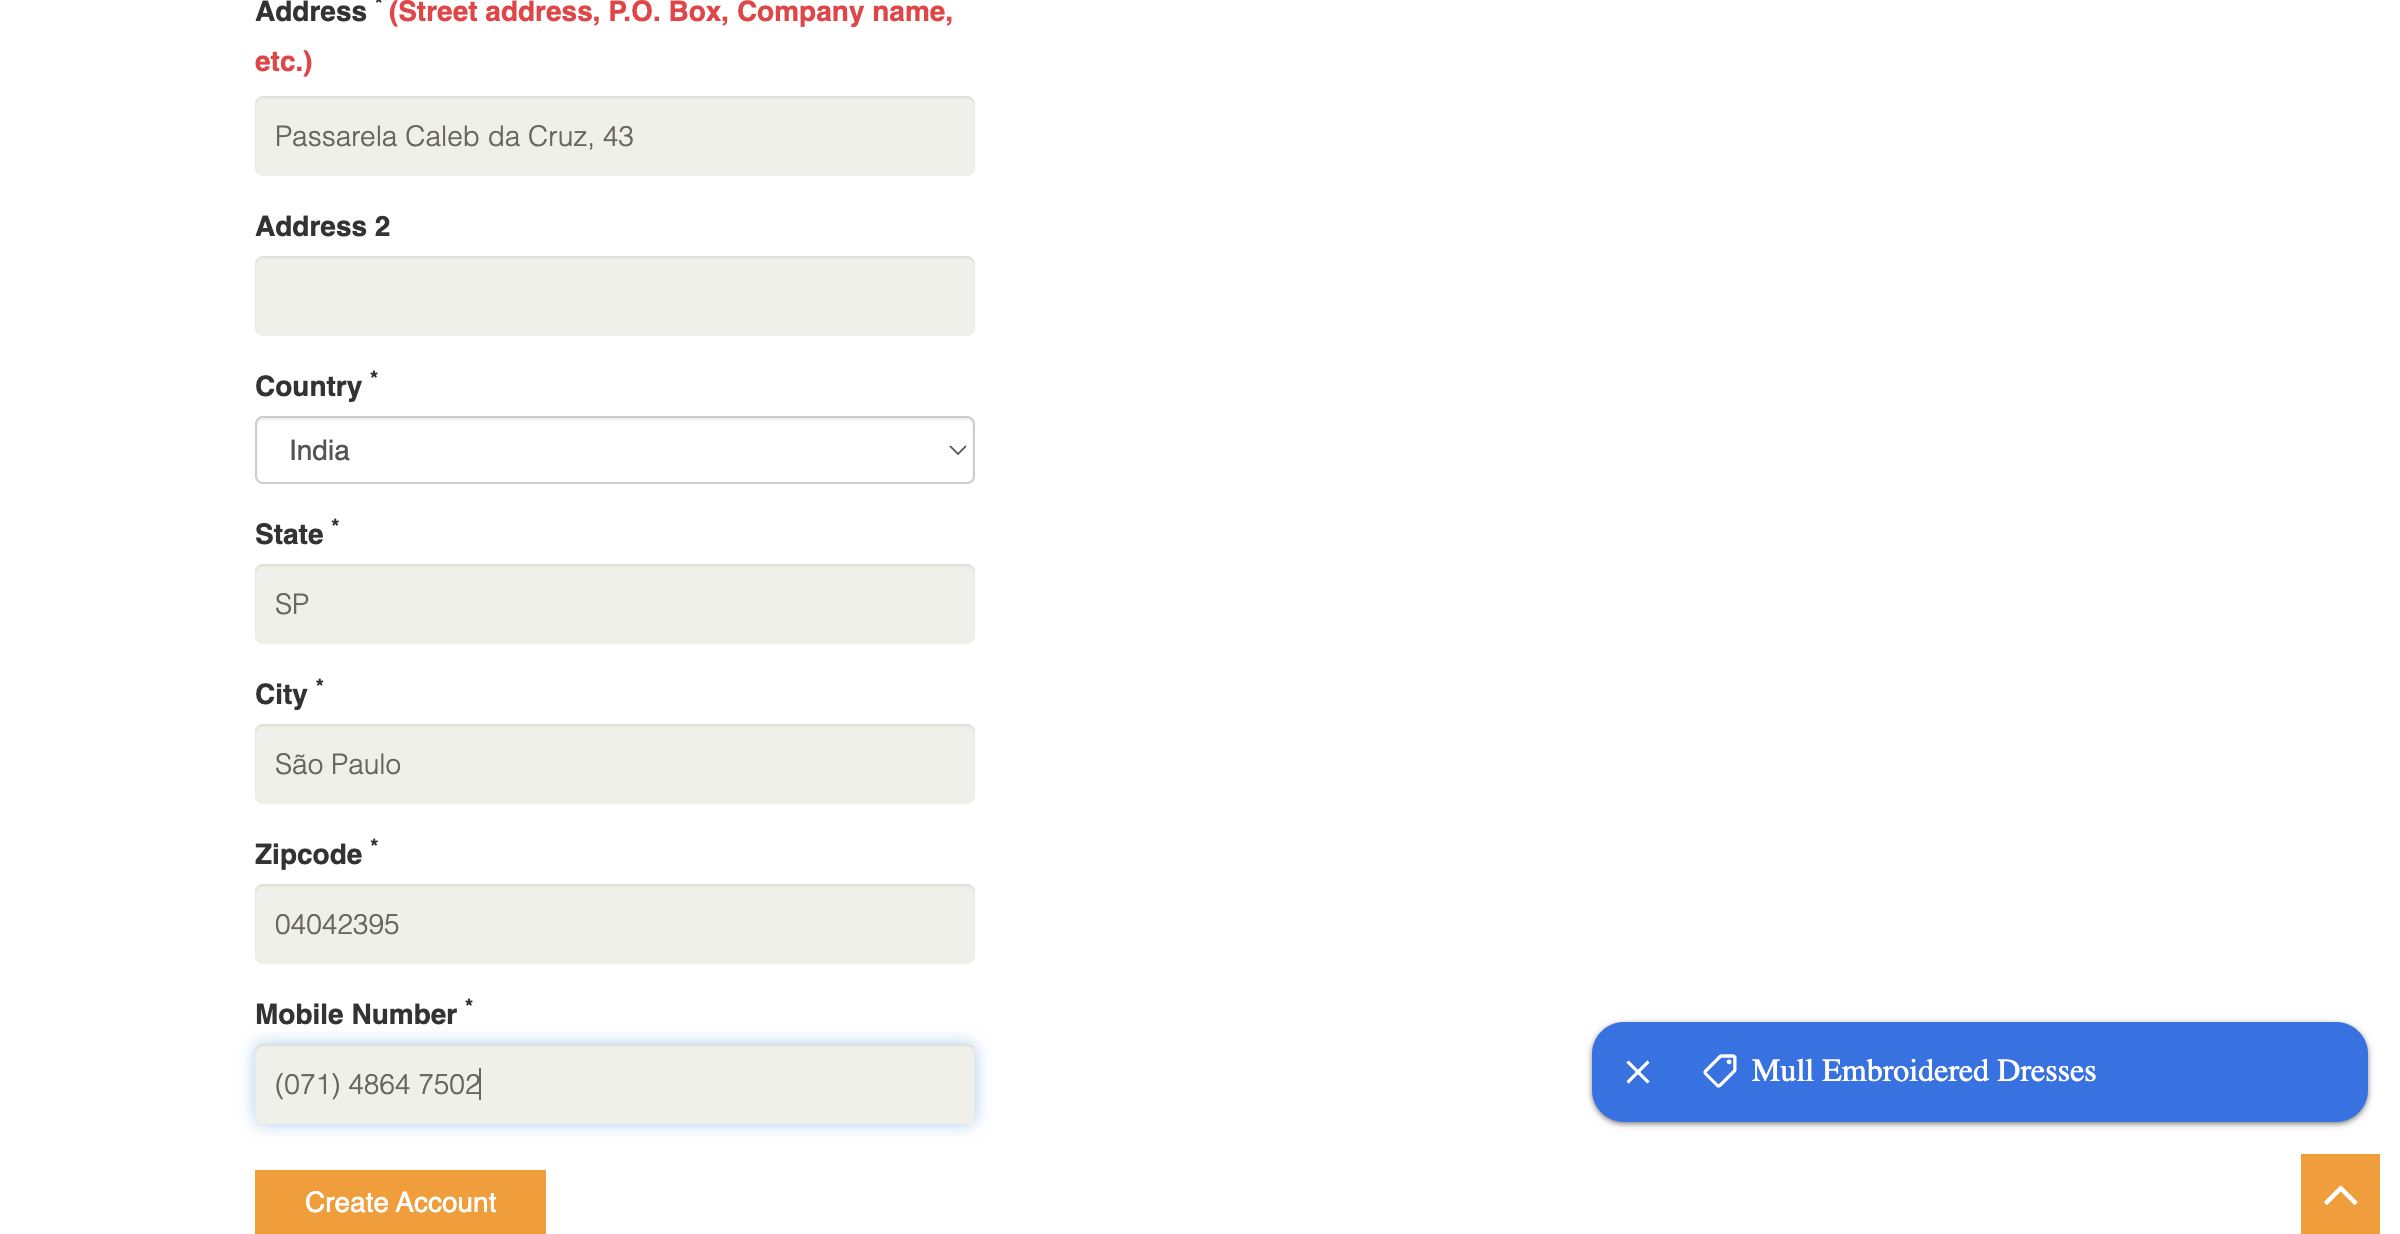 Address * (Street address, P.O. Box, Company name,
etc.)
Passarela Caleb da Cruz, 43
Address 2
Country *
India
State *
SP
City *
São Paulo
Zipcode *
04042395
Mobile Number *
(071) 4864 7502
Mull Embroidered Dresses
Create Account